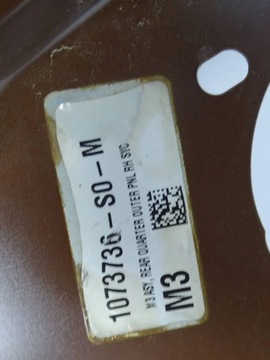 1073736-S0-M
M3 ASY, REAR QUARTER OUTER PNL RH SVC
M3